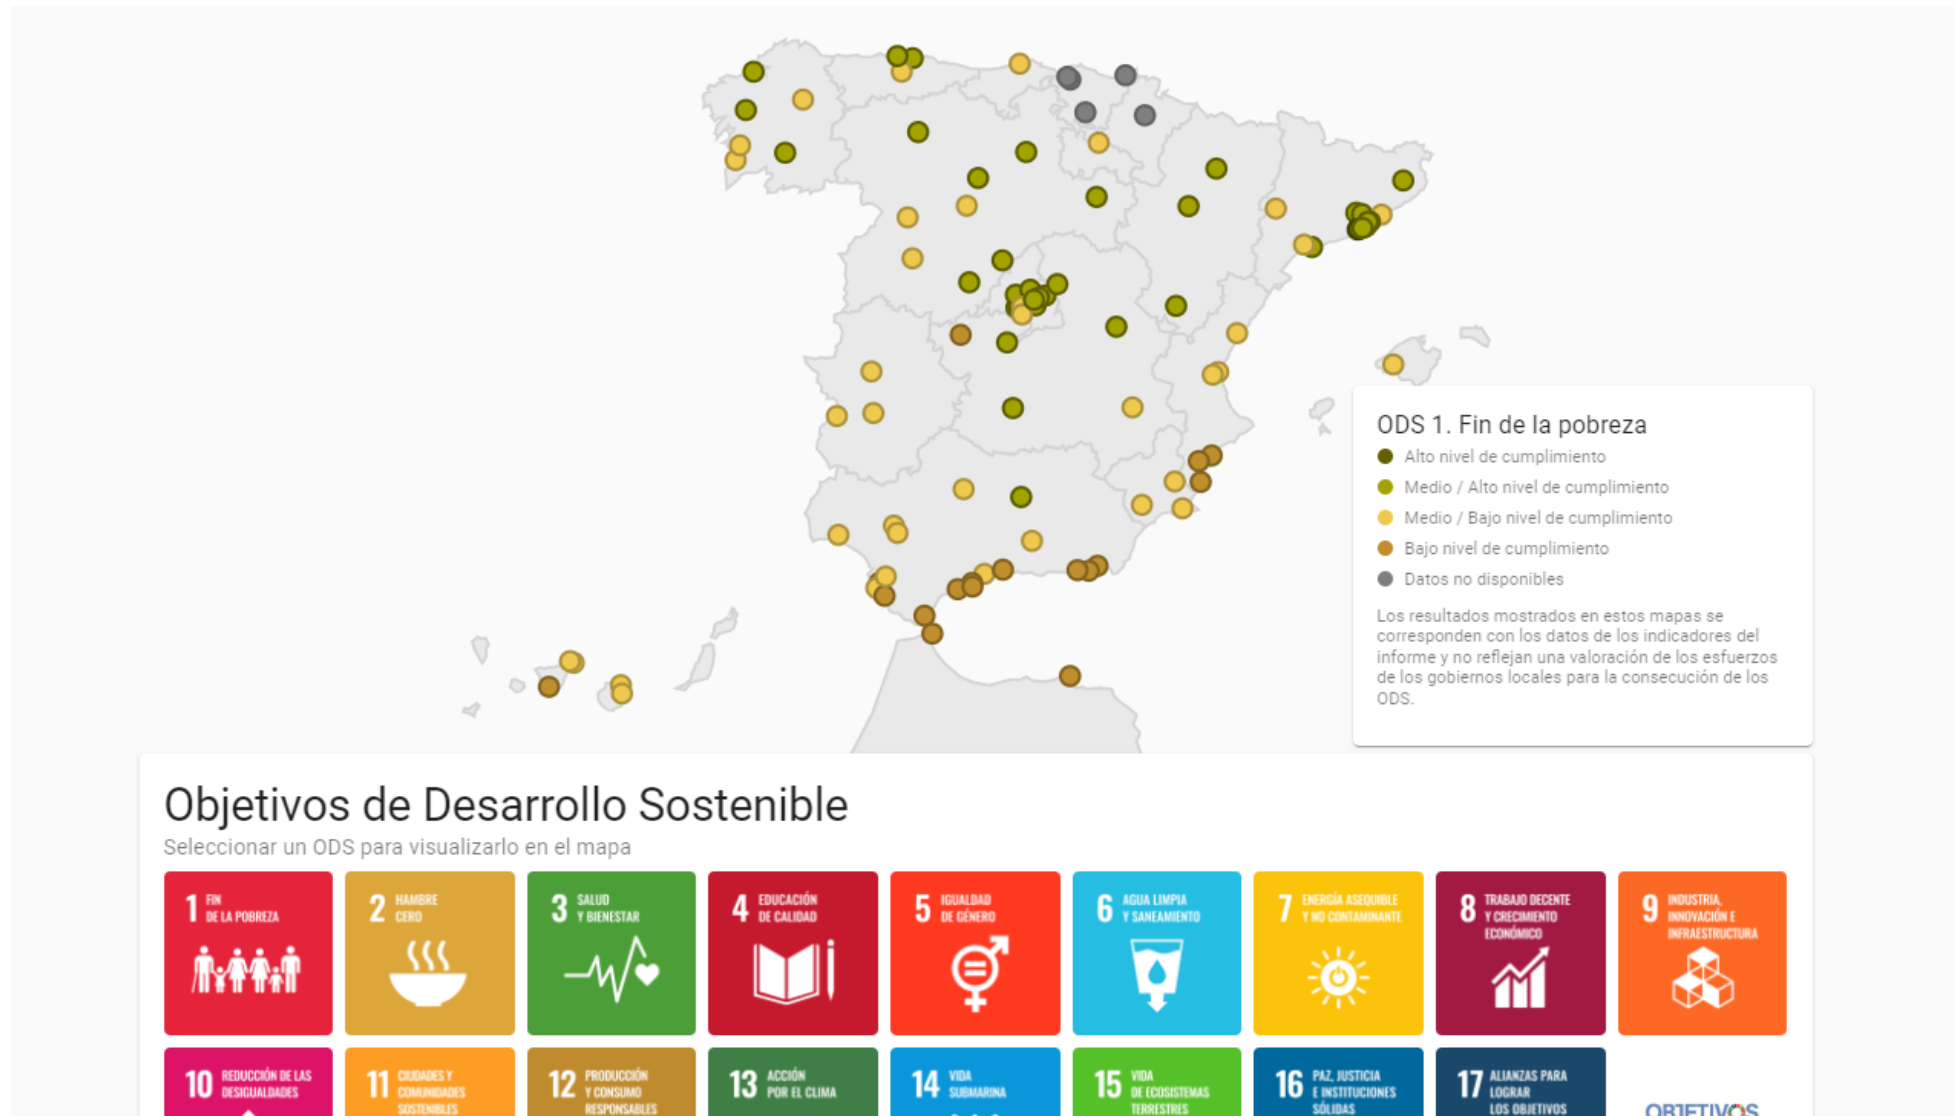 ODS 1. Fin de la pobreza
Alto nivel de cumplimiento
Medio / Alto nivel de cumplimiento
Medio / Bajo nivel de cumplimiento
Bajo nivel de cumplimiento
Datos no disponibles
Los resultados mostrados en estos mapas se
corresponden con los datos de los indicadores del
informe y no reflejan una valoración de los esfuerzos
de los gobiernos locales para la consecución de los
ODS.
Objetivos de Desarrollo Sostenible
Seleccionar un ODS para visualizarlo en el mapa
1 FIN
DE LA POBREZA
2 HAMBRE
CERO
3 SALUD
Y BIENESTAR
4 EDUCACIÓN
DE CALIDAD
5 IGUALDAD
DE GÉNERO
6 AGUA LIMPIA
Y SANEAMIENTO
7 ENERGÍA ASEQUIBLE
Y NO CONTAMINANTE
8 TRABAJO DECENTE
Y CRECIMIENTO
ECONÓMICO
9 INDUSTRIA,
INNOVACIÓN E
INFRAESTRUCTURA
10 REDUCCIÓN DE LAS
DESIGUALDADES
11 CIUDADES Y
COMUNIDADES
SOSTENIBLES
12 PRODUCCIÓN
Y CONSUMO
RESPONSABLES
13 ACCIÓN
POR EL CLIMA
14 VIDA
SUBMARINA
15 VIDA
DE ECOSISTEMAS
TERRESTRES
16 PAZ, JUSTICIA
E INSTITUCIONES
SÓLIDAS
17 ALIANZAS PARA
LOGRAR
LOS OBJETIVOS
OBJETIVOS